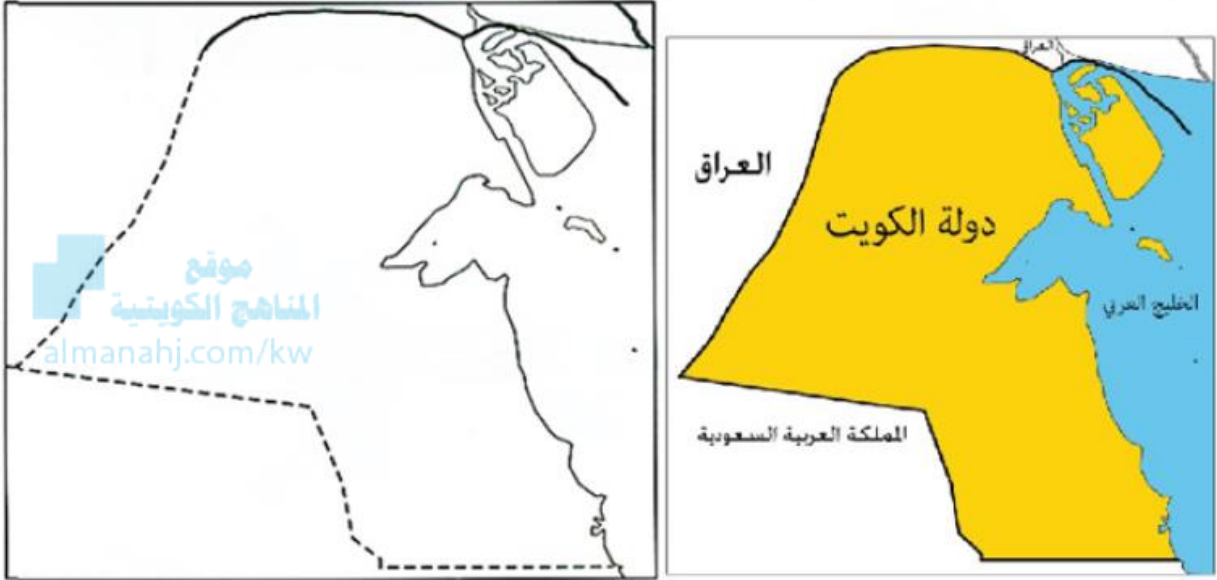 موقع
المناهج الكويتية
almanahj.com/kw
العراق
العراق
دولة الكويت
الخليج العربي
المملكة العربية السعودية